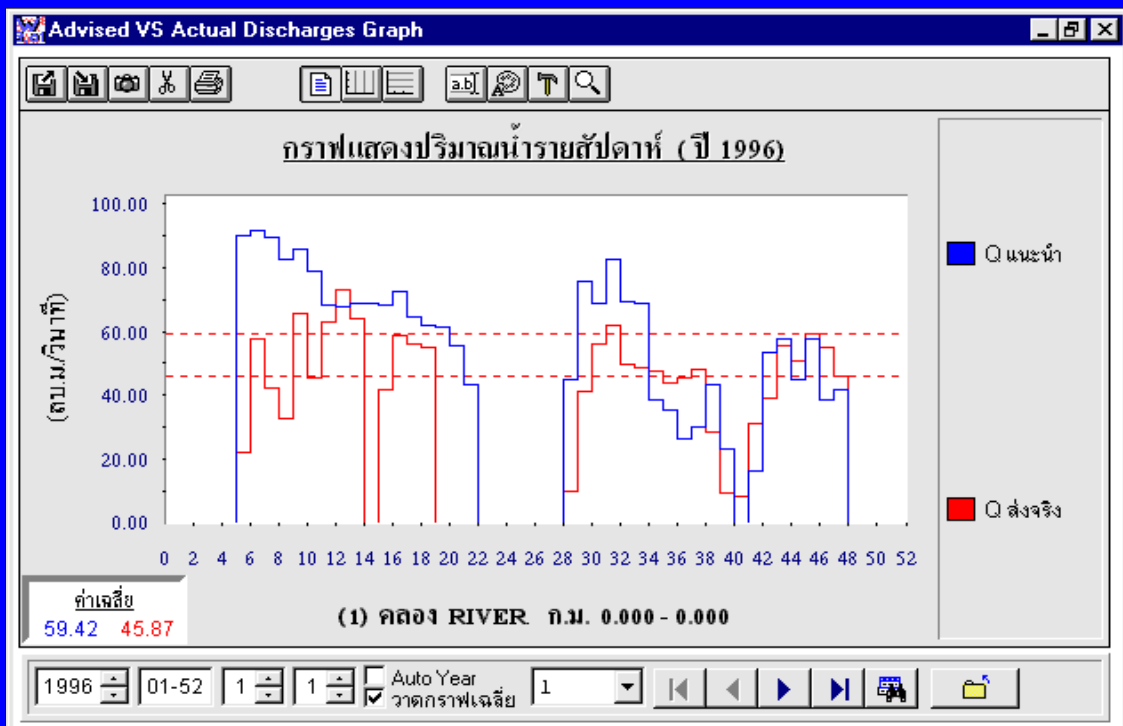 Advised VS Actual Discharges Graph
a.b
กราฟแสดงปริมาณน้ำรายสัปดาห์ ( ปี 1996)
(ลบ.ม/วินาที)
100.00
80.00
60.00
40.00
20.00
0.00
0 2 4 6 8 10 12 14 16 18 20 22 24 26 28 30 32 34 36 38 40 42 44 46 48 50 52
Q แนะนำ
Q ส่งจริง
ค่าเฉลี่ย
59.42 45.87
(1) คลอง RIVER ก.ม. 0.000 - 0.000
1996 01-52 1 1 Auto Year
วาดกราฟเฉลี่ย 1